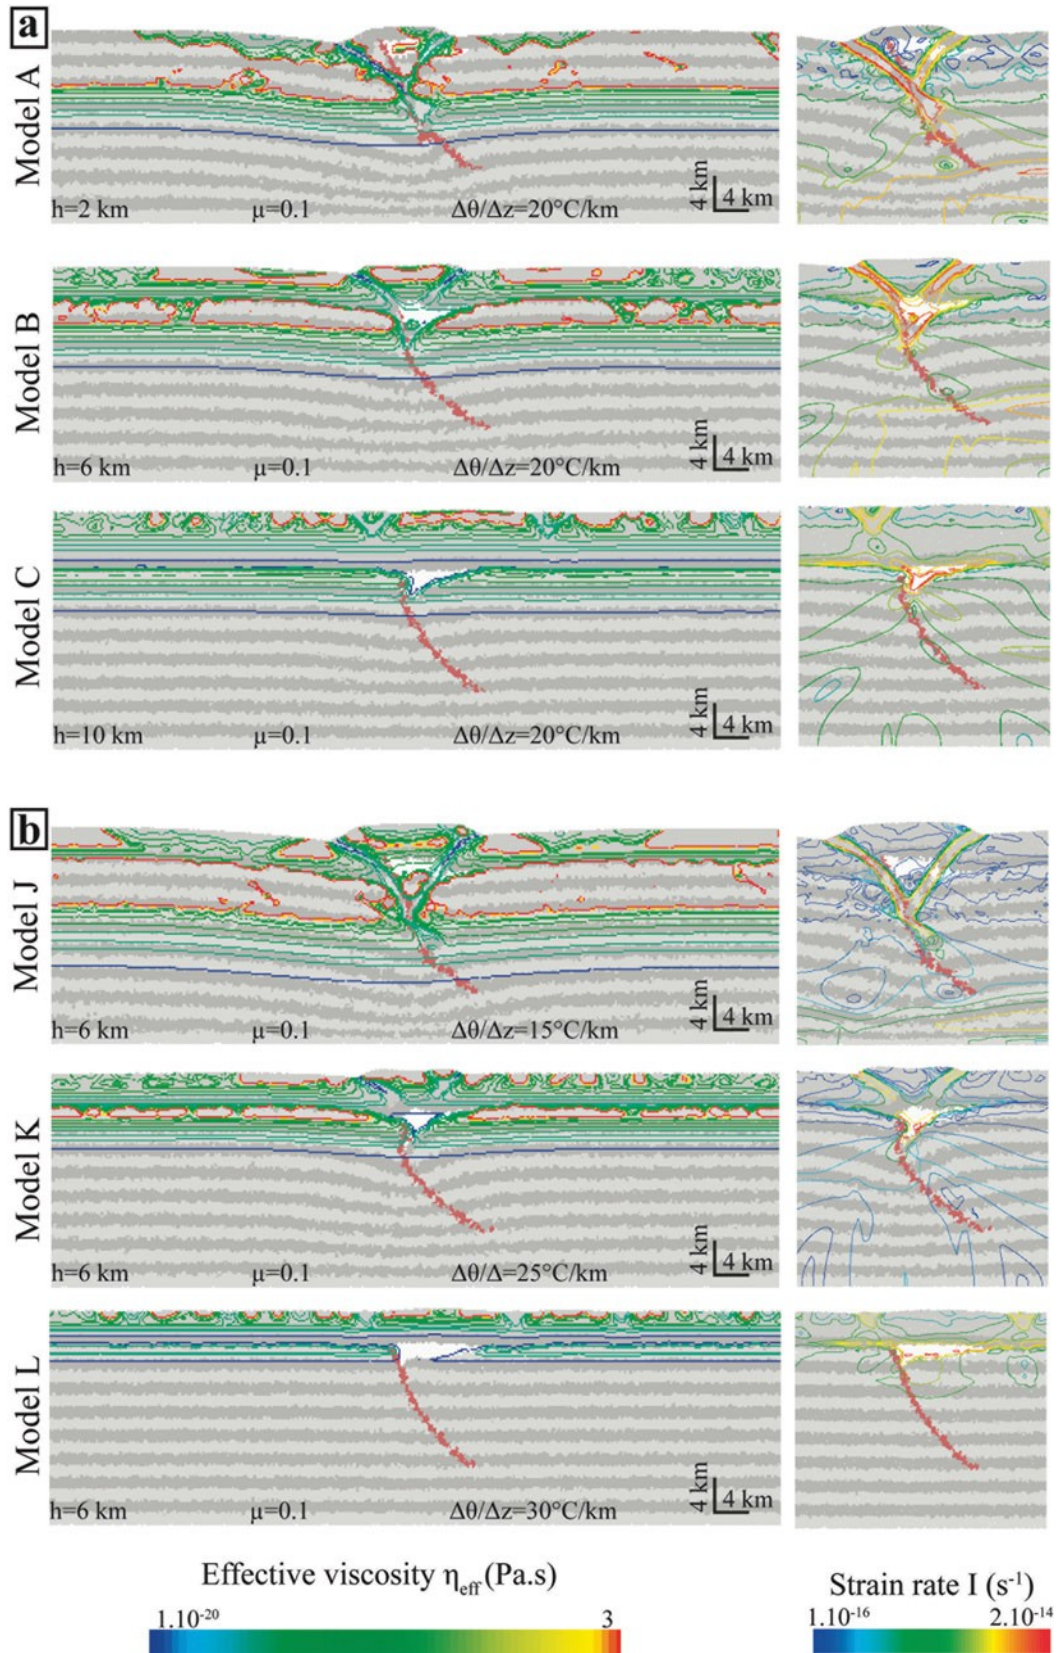 a
Model A
h=2 km μ=0.1 Δθ/Δz=20°C/km 4 km 4 km
Model B
h=6 km μ=0.1 Δθ/Δz=20°C/km 4 km 4 km
Model C
h=10 km μ=0.1 Δθ/Δz=20°C/km 4 km 4 km
b
Model J
h=6 km μ=0.1 Δθ/Δz=15°C/km 4 km 4 km
Model K
h=6 km μ=0.1 Δθ/Δ=25°C/km 4 km 4 km
Model L
h=6 km μ=0.1 Δθ/Δz=30°C/km 4 km 4 km
Effective viscosity ηeff (Pa.s)
1.10⁻²⁰ 3
Strain rate I (s⁻¹)
1.10⁻¹⁶ 2.10⁻¹⁴